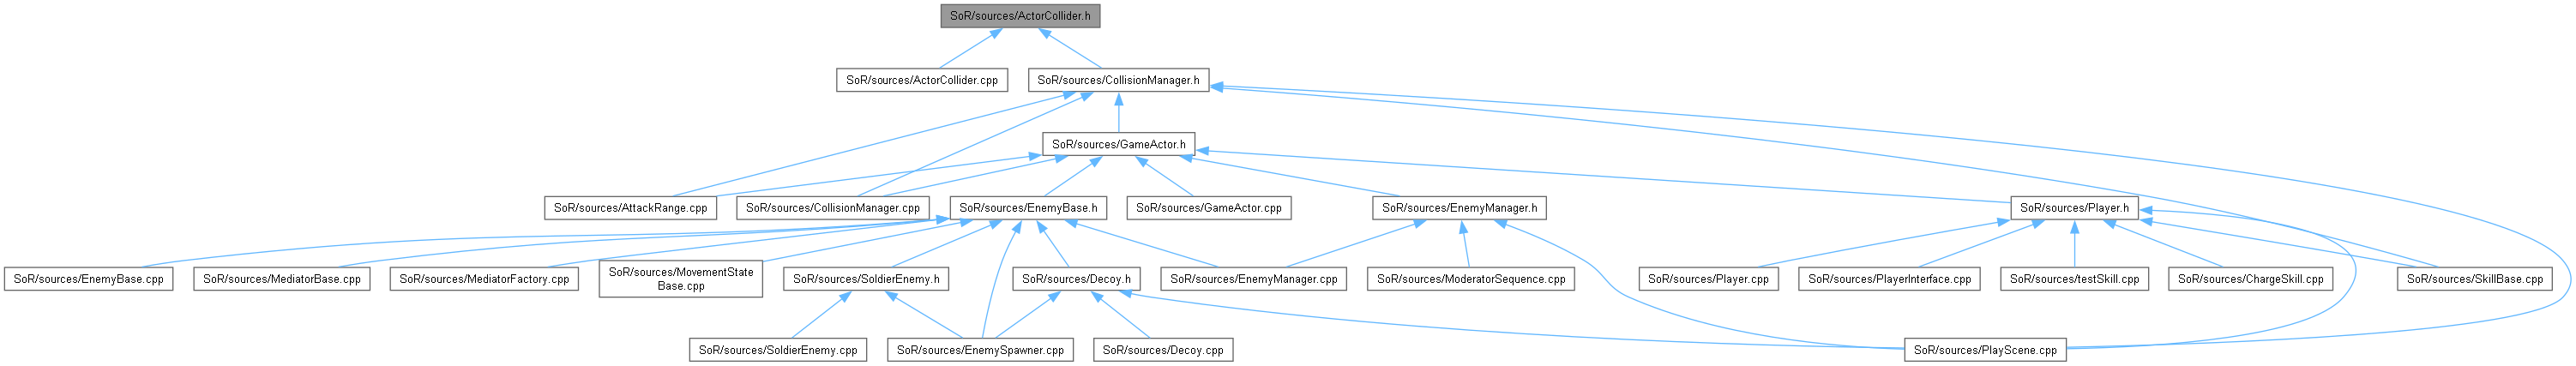 SoR/sources/ActorCollider.h
SoR/sources/ActorCollider.cpp
SoR/sources/CollisionManager.h
SoR/sources/GameActor.h
SoR/sources/AttackRange.cpp
SoR/sources/CollisionManager.cpp
SoR/sources/EnemyBase.h
SoR/sources/GameActor.cpp
SoR/sources/EnemyManager.h
SoR/sources/Player.h
SoR/sources/EnemyBase.cpp
SoR/sources/MediatorBase.cpp
SoR/sources/MediatorFactory.cpp
SoR/sources/MovementState
Base.cpp
SoR/sources/SoldierEnemy.h
SoR/sources/Decoy.h
SoR/sources/EnemyManager.cpp
SoR/sources/ModeratorSequence.cpp
SoR/sources/Player.cpp
SoR/sources/PlayerInterface.cpp
SoR/sources/testSkill.cpp
SoR/sources/ChargeSkill.cpp
SoR/sources/SkillBase.cpp
SoR/sources/SoldierEnemy.cpp
SoR/sources/EnemySpawner.cpp
SoR/sources/Decoy.cpp
SoR/sources/PlayScene.cpp